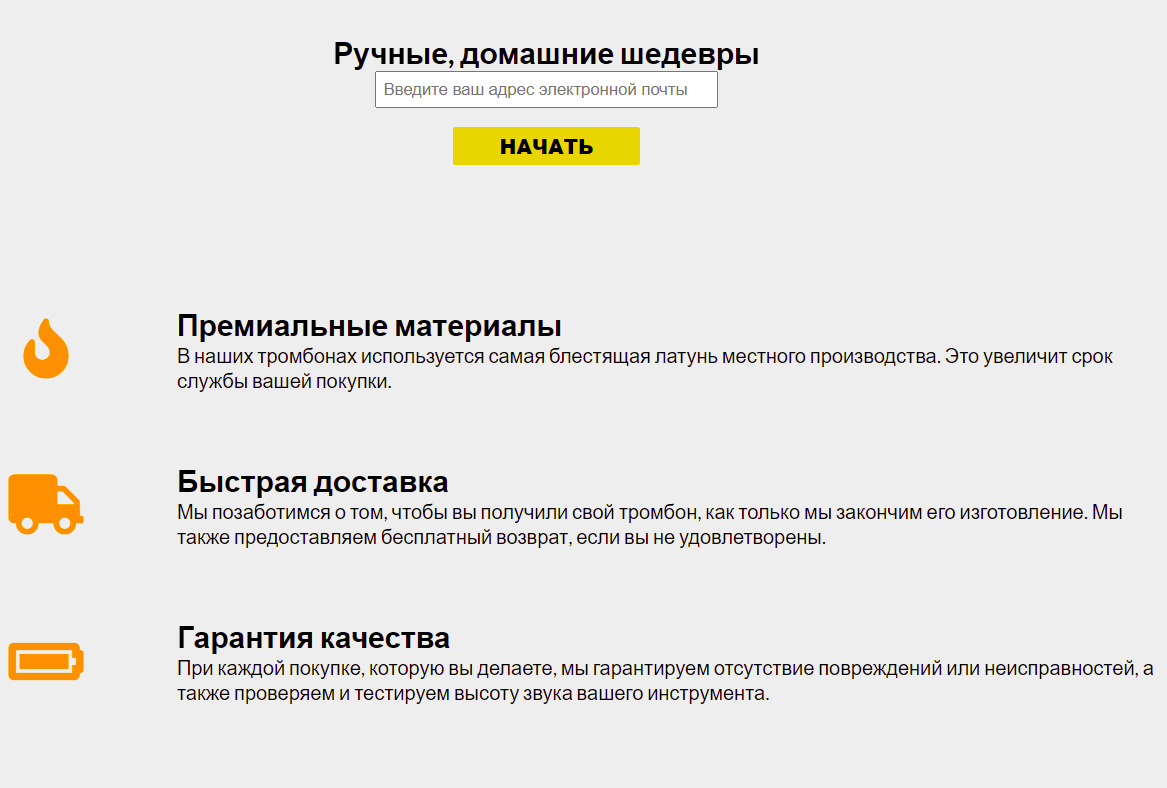 Ручные, домашние шедевры
Введите ваш адрес электронной почты
НАЧАТЬ
Премиальные материалы
В наших тромбонах используется самая блестящая латунь местного производства. Это увеличит срок
службы вашей покупки.
Быстрая доставка
Мы позаботимся о том, чтобы вы получили свой тромбон, как только мы закончим его изготовление. Мы
также предоставляем бесплатный возврат, если вы не удовлетворены.
Гарантия качества
При каждой покупке, которую вы делаете, мы гарантируем отсутствие повреждений или неисправностей, а
также проверяем и тестируем высоту звука вашего инструмента.